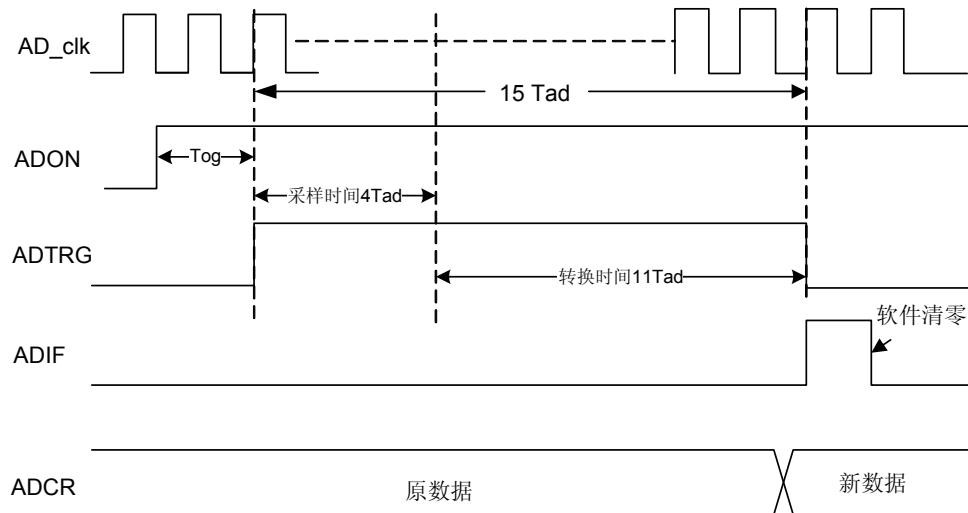 AD_clk
15 Tad
ADON
Tog
采样时间4Tad
ADTRG
转换时间11Tad
软件清零
ADIF
ADCR
原数据
新数据